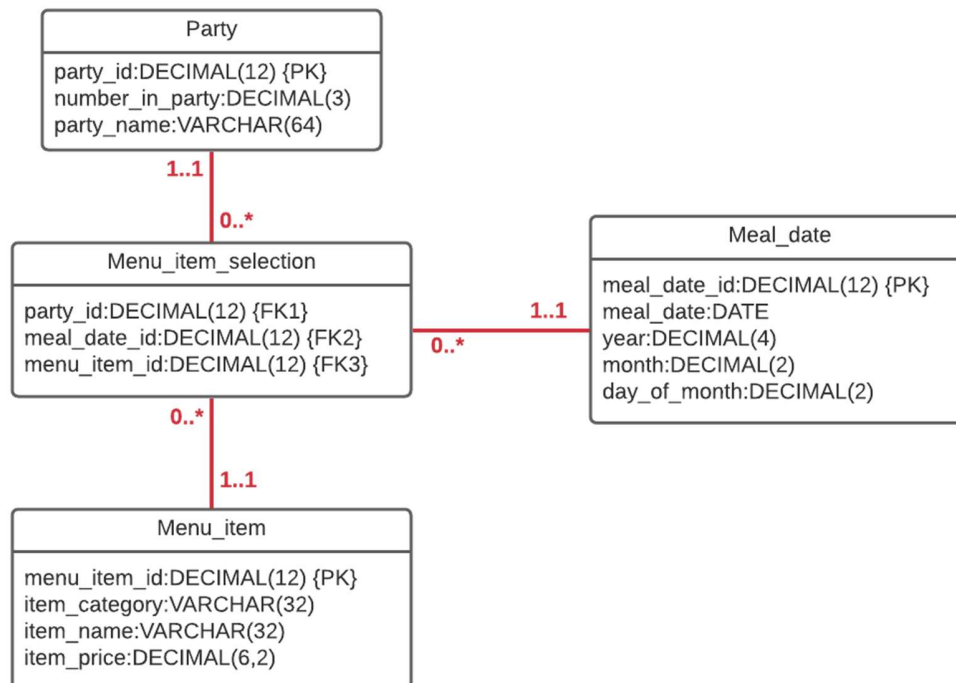 Party
party_id:DECIMAL(12) {PK}
number_in_party:DECIMAL(3)
party_name:VARCHAR(64)
1..1
0..*
Menu_item_selection
party_id:DECIMAL(12) {FK1}
meal_date_id:DECIMAL(12) {FK2}
menu_item_id:DECIMAL(12) {FK3}
0..*
1..1
Meal_date
meal_date_id:DECIMAL(12) {PK}
meal_date:DATE
year:DECIMAL(4)
month:DECIMAL(2)
day_of_month:DECIMAL(2)
0..*
1..1
Menu_item
menu_item_id:DECIMAL(12) {PK}
item_category:VARCHAR(32)
item_name:VARCHAR(32)
item_price:DECIMAL(6,2)